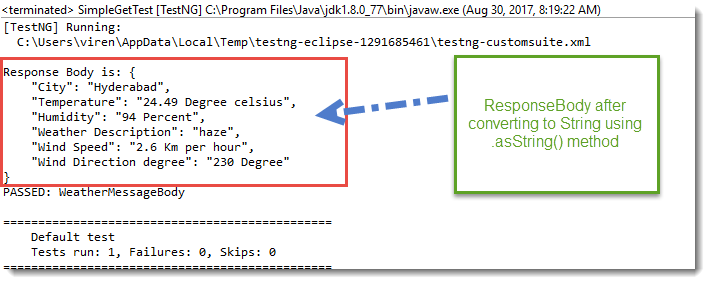 <terminated> SimpleGetTest [TestNG] C:\Program Files\Java\jdk1.8.0_77\bin\javaw.exe (Aug 30, 2017, 8:19:22 AM)
[TestNG] Running:
C:\Users\viren\AppData\Local\Temp\testng-eclipse-1291685461\testng-customsuite.xml
Response Body is: {
"City": "Hyderabad",
"Temperature": "24.49 Degree celsius",
"Humidity": "94 Percent",
"Weather Description": "haze",
"Wind Speed": "2.6 Km per hour",
"Wind Direction degree": "230 Degree"
}
ResponseBody after
converting to String using
.asString() method
PASSED: WeatherMessageBody
===============================================
Default test
Tests run: 1, Failures: 0, Skips: 0
===============================================